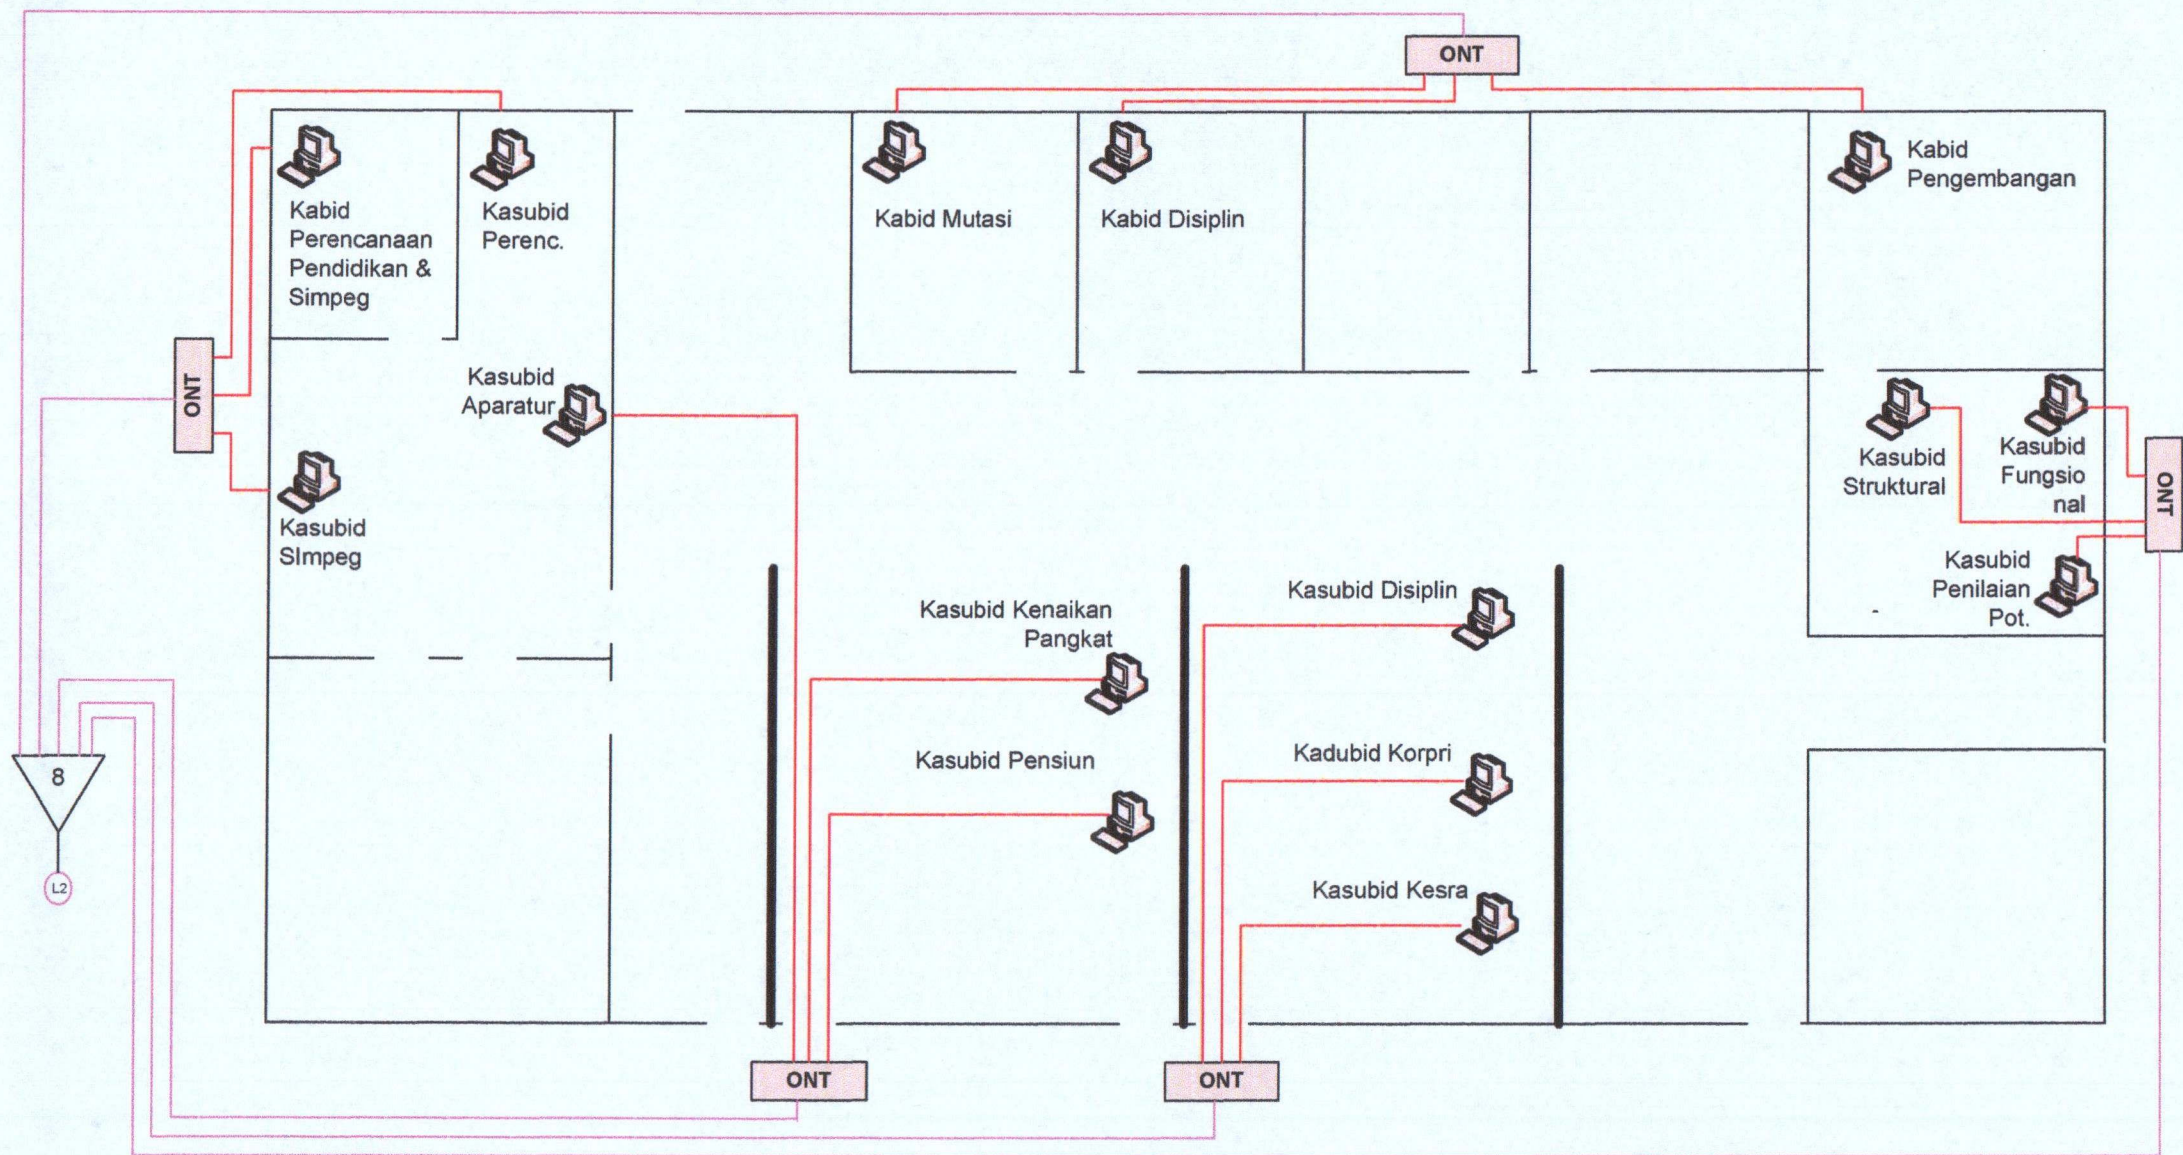 ONT
Kabid
Perencanaan
Pendidikan &
Simpeg
Kasubid
Perenc.
Kabid Mutasi
Kabid Disiplin
Kabid
Pengembangan
ONT
Kasubid
Aparatur
Kasubid
SImpeg
Kasubid
Struktural
Kasubid
Fungsio
nal
ONT
Kasubid
Penilaian
Pot.
Kasubid Kenaikan
Pangkat
Kasubid Disiplin
Kasubid Pensiun
Kadubid Korpri
Kasubid Kesra
8
L2
ONT
ONT